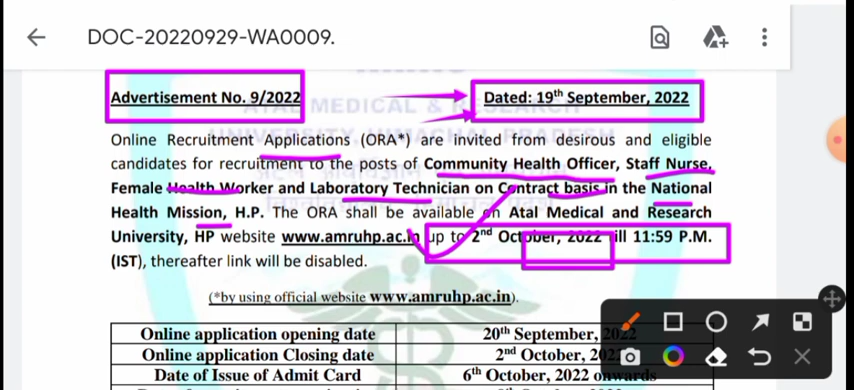 DOC-20220929-WA0009.
Advertisement No. 9/2022
Dated: 19th September, 2022
MEDICAL & RESEARCH
Online Recruitment Applications (ORA*) are invited from desirous and eligible
candidates for recruitment to the posts of Community Health Officer, Staff Nurse,
Female Health Worker and Laboratory Technician on Contract basis in the National
Health Mission, H.P. The ORA shall be available on Atal Medical and Research
University, HP website www.amruhp.ac.in up to 2nd October, 2022 till 11:59 P.M.
(IST), thereafter link will be disabled.
(*by using official website www.amruhp.ac.in).
Online application opening date 20th September, 2022
Online application Closing date 2nd October, 2022
Date of Issue of Admit Card 6th October, 2022 onwards